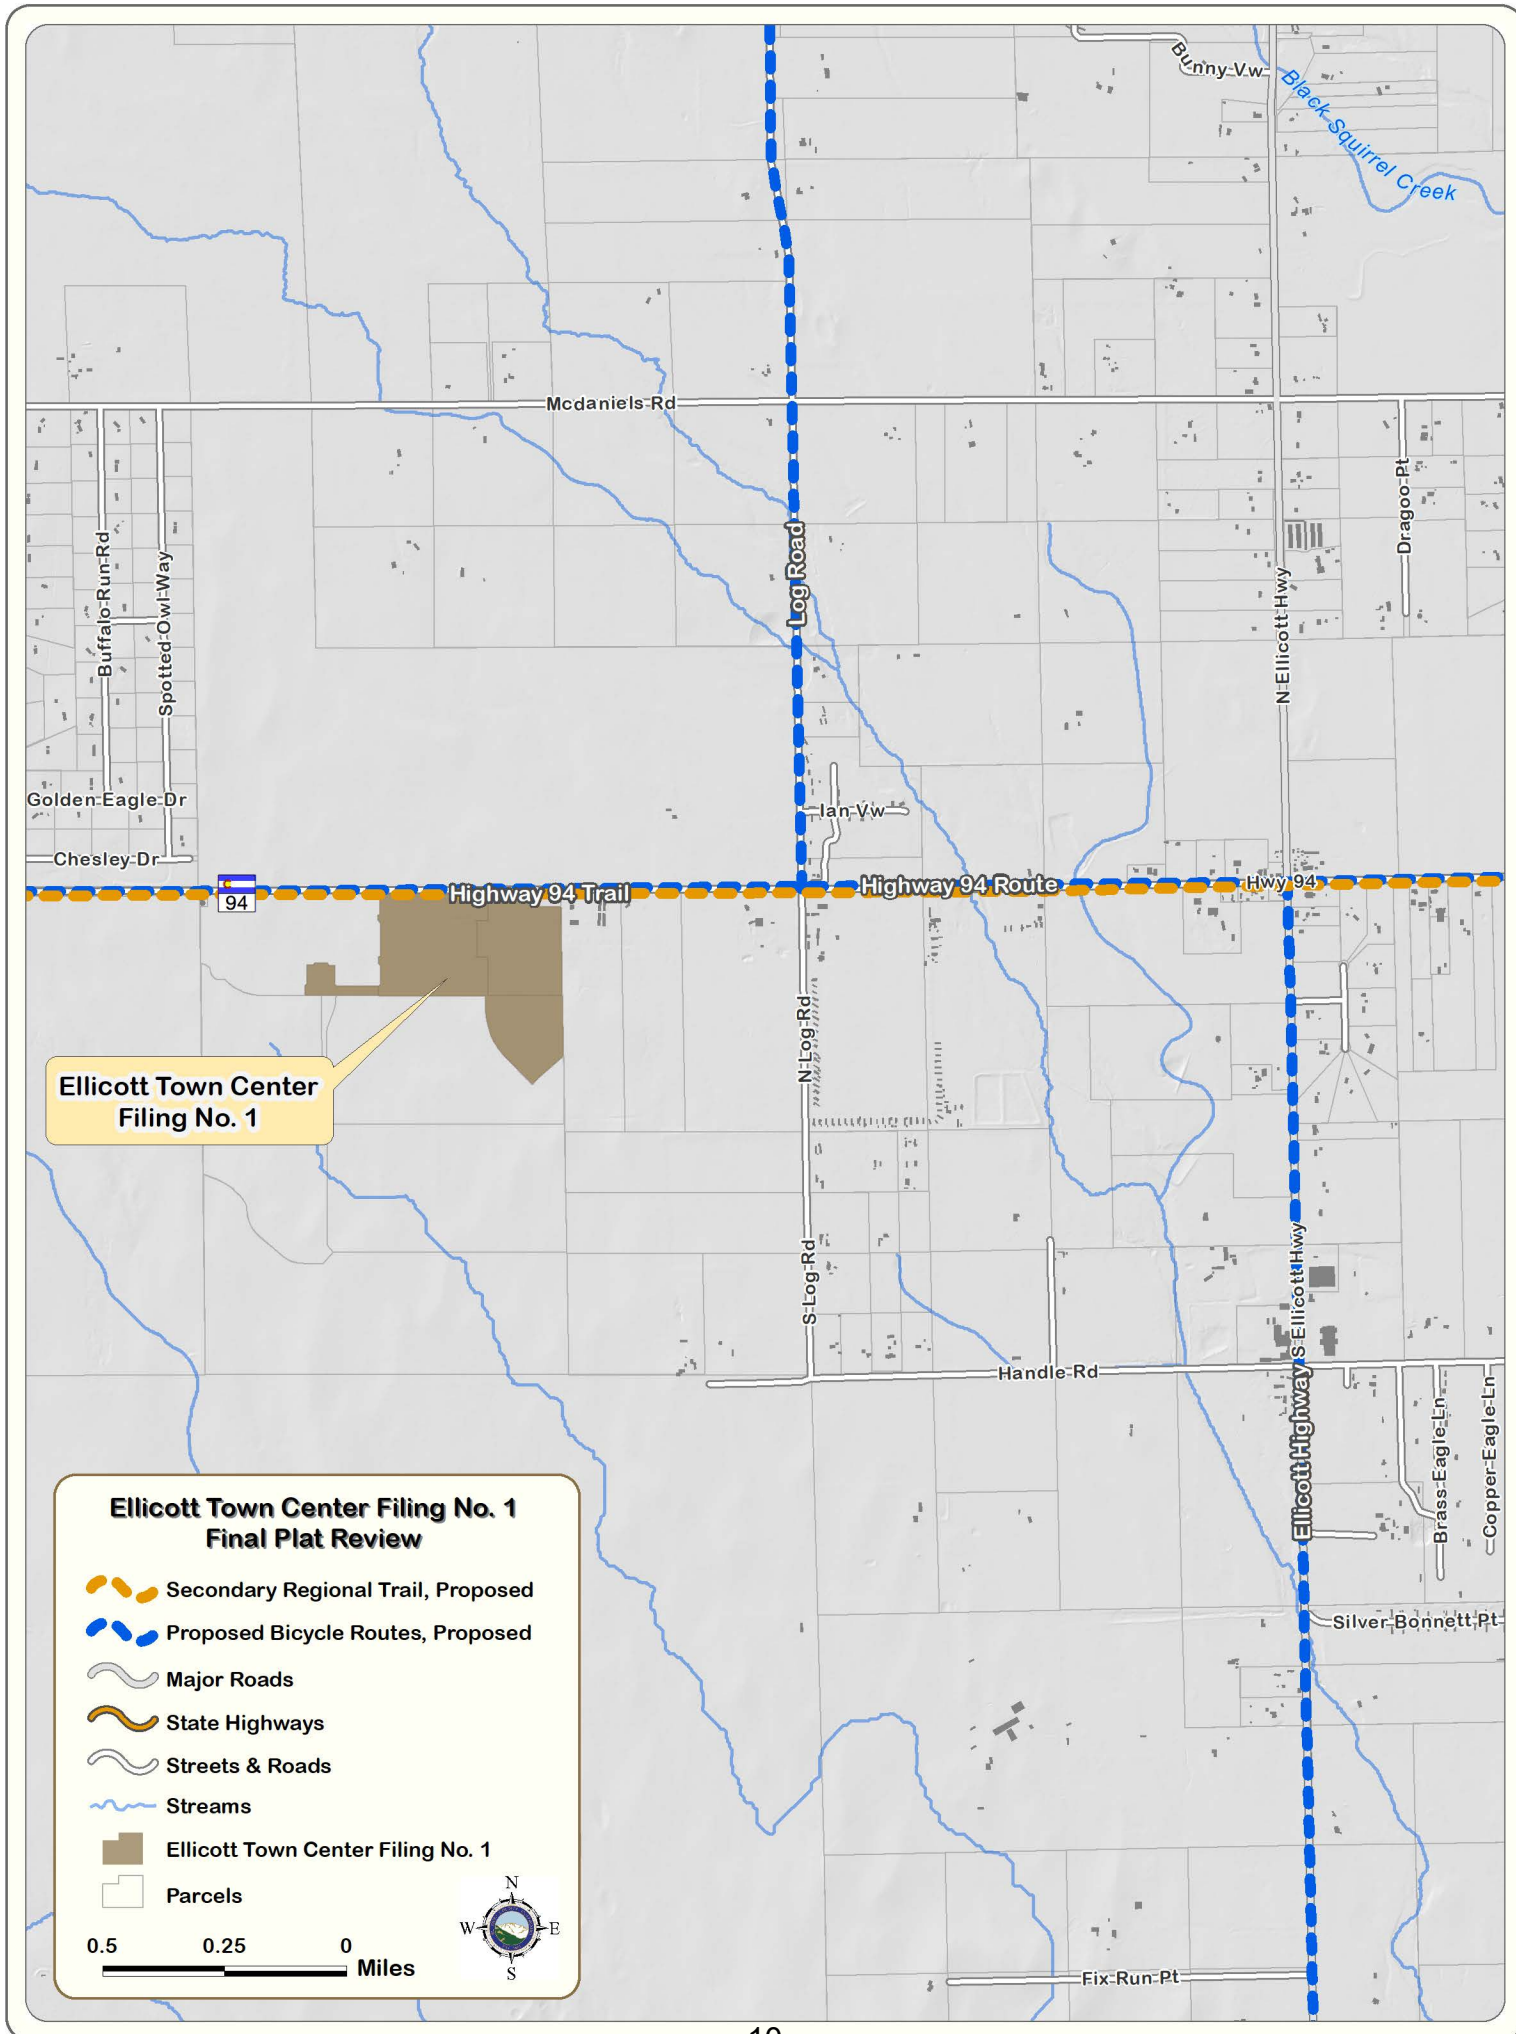 Bunny Vw
Black Squirrel Creek
Mcdaniels Rd
Log Road
Buffalo Run Rd
Spotted Owl Way
N Ellicott Hwy
Dragoo Pt
Golden Eagle Dr
Chesley Dr
Ian Vw
94
Highway 94 Trail
Highway 94 Route
Hwy 94
N Log Rd
Ellicott Town Center
Filing No. 1
S Log Rd
S Ellicott Hwy
Handle Rd
Ellicott Highway
Brass Eagle Ln
Copper Eagle Ln
Silver Bonnett Pt
Fix Run Pt
Ellicott Town Center Filing No. 1
Final Plat Review
Secondary Regional Trail, Proposed
Proposed Bicycle Routes, Proposed
Major Roads
State Highways
Streets & Roads
Streams
Ellicott Town Center Filing No. 1
Parcels
N
W E
S
0.5 0.25 0
Miles